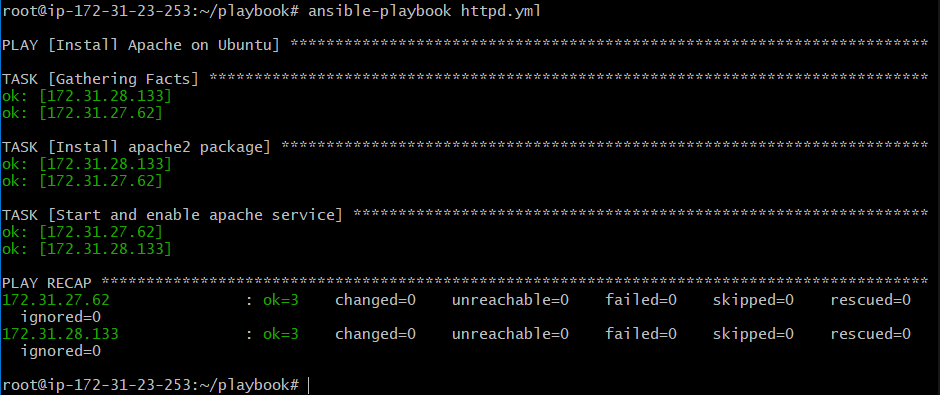 root@ip-172-31-23-253:~/playbook# ansible-playbook httpd.yml
PLAY [Install Apache on Ubuntu] ***********************************************************************
TASK [Gathering Facts] ********************************************************************************
ok: [172.31.28.133]
ok: [172.31.27.62]
TASK [Install apache2 package] ************************************************************************
ok: [172.31.28.133]
ok: [172.31.27.62]
TASK [Start and enable apache service] ****************************************************************
ok: [172.31.27.62]
ok: [172.31.28.133]
PLAY RECAP ********************************************************************************************
172.31.27.62               : ok=3    changed=0    unreachable=0    failed=0    skipped=0    rescued=0
  ignored=0
172.31.28.133              : ok=3    changed=0    unreachable=0    failed=0    skipped=0    rescued=0
  ignored=0
root@ip-172-31-23-253:~/playbook#